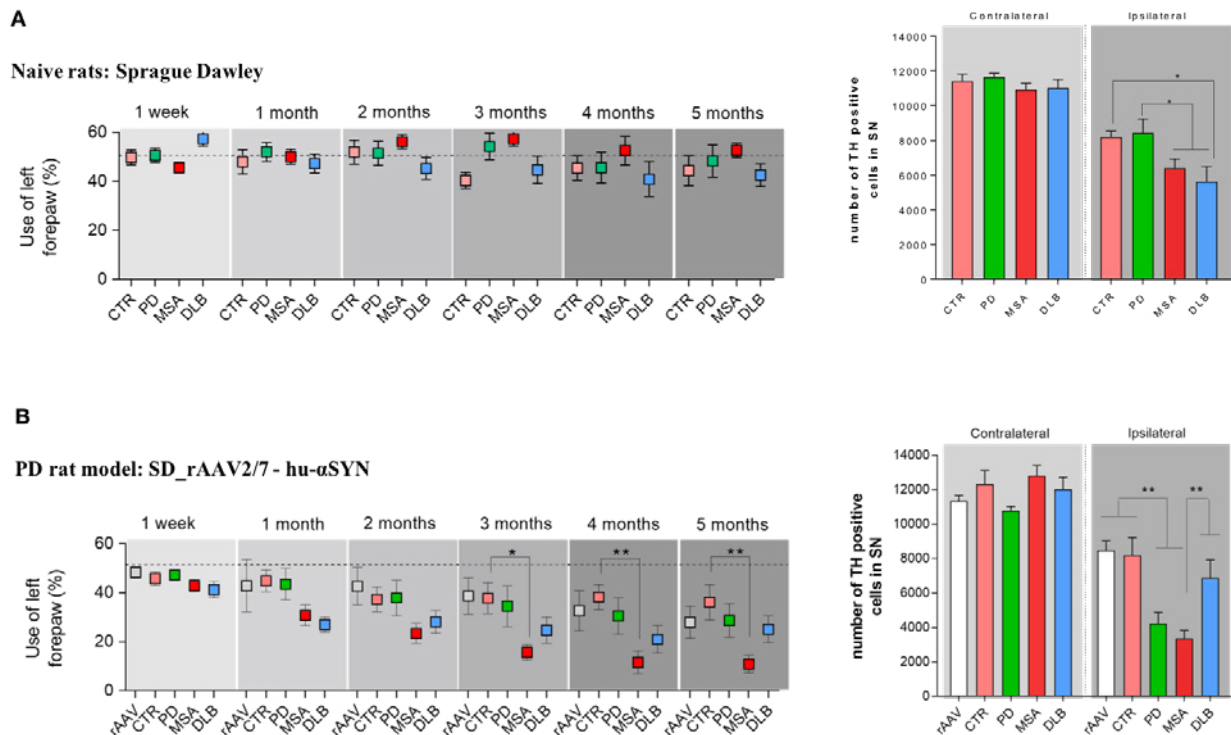 A
Naive rats: Sprague Dawley
1 week 1 month 2 months 3 months 4 months 5 months
60
40
20
0
Use of left
forepaw (%)
CTR PD MSA DLB CTR PD MSA DLB CTR PD MSA DLB CTR PD MSA DLB CTR PD MSA DLB CTR PD MSA DLB
Contralateral Ipsilateral
14000
12000
10000
8000
6000
4000
2000
0
number of TH positive
cells in SN
*
*
CTR PD MSA DLB CTR PD MSA DLB
B
PD rat model: SD_rAAV2/7 - hu-αSYN
1 week 1 month 2 months 3 months 4 months 5 months
* ** **
60
40
20
0
Use of left
forepaw (%)
rAAV CTR PD MSA DLB rAAV CTR PD MSA DLB rAAV CTR PD MSA DLB rAAV CTR PD MSA DLB rAAV CTR PD MSA DLB rAAV CTR PD MSA DLB
Contralateral Ipsilateral
14000
12000
10000
8000
6000
4000
2000
0
number of TH positive
cells in SN
** **
rAAV CTR PD MSA DLB rAAV CTR PD MSA DLB